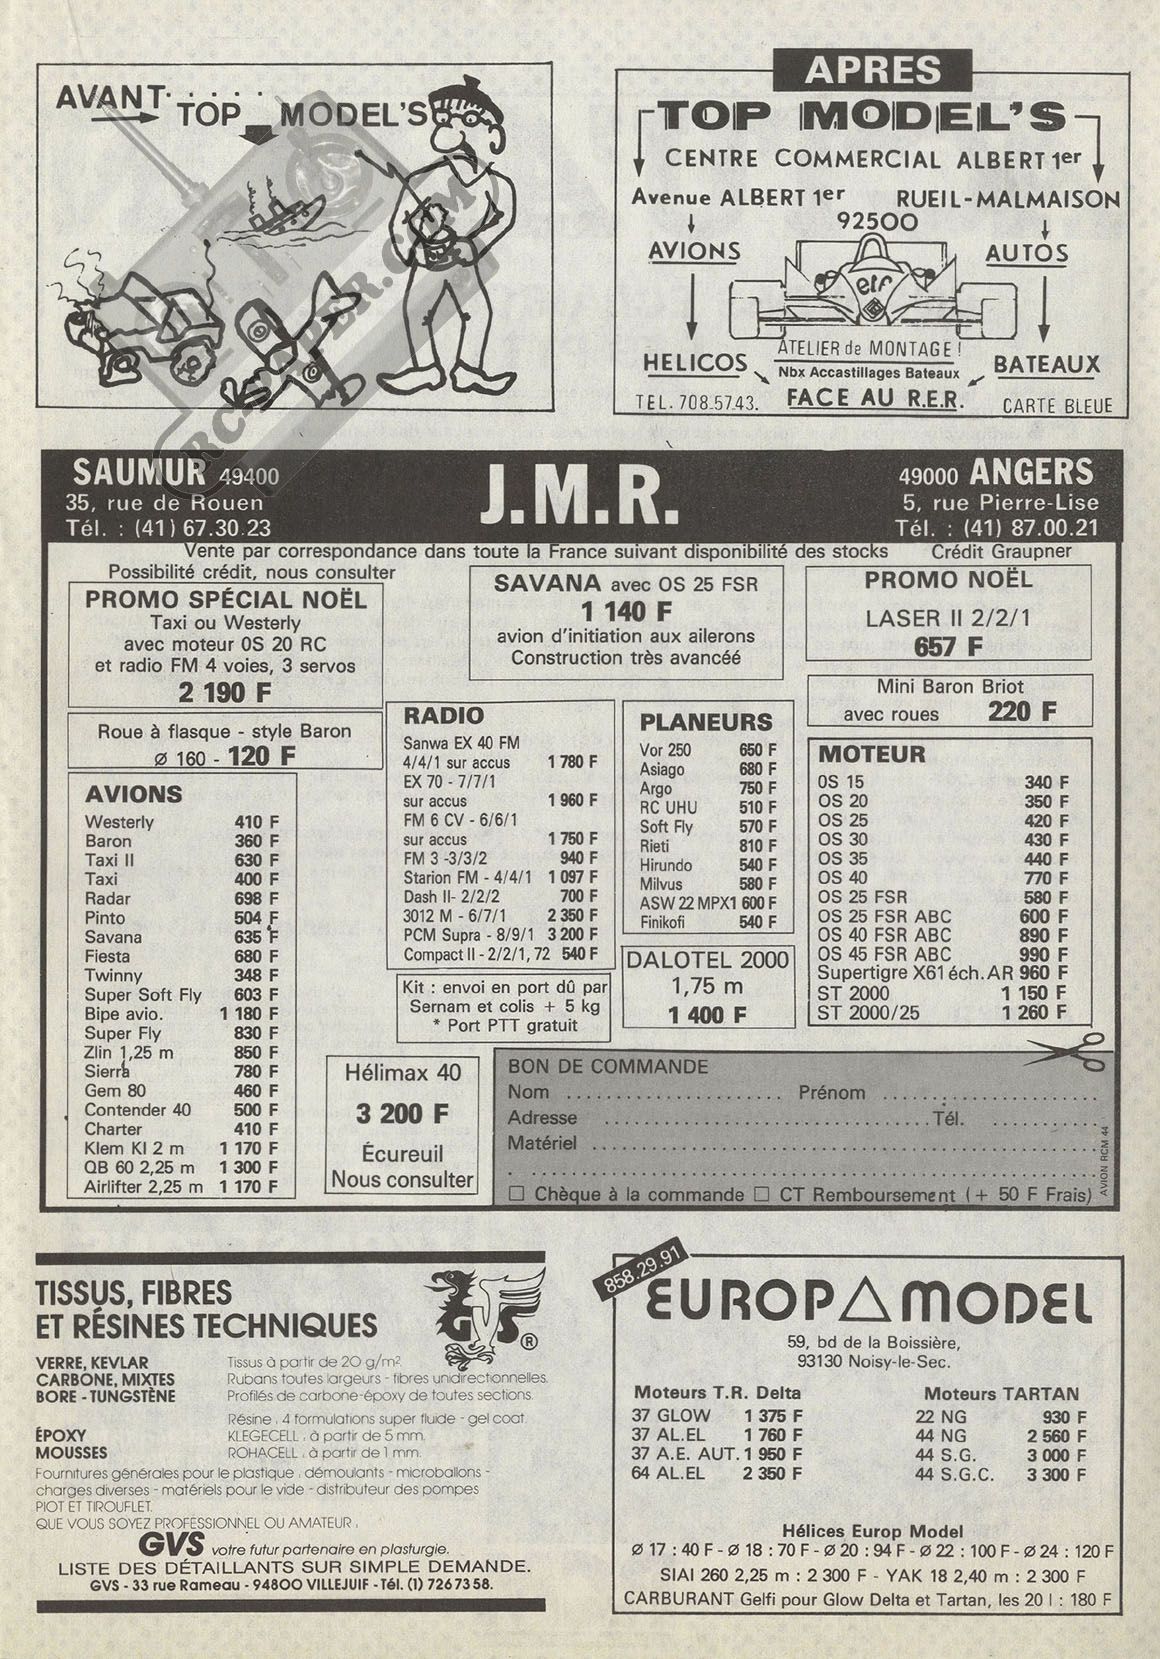 AVANT.....
TOP MODEL'S
APRES
TOP MODEL'S
CENTRE COMMERCIAL ALBERT 1er
Avenue ALBERT 1er RUEIL-MALMAISON
92500
AVIONS
AUTOS
elf
ATELIER de MONTAGE!
HELICOS
Nbx Accastillages Bateaux
BATEAUX
TEL. 708.57.43.
FACE AU R.E.R.
CARTE BLEUE
SAUMUR 49400
35, rue de Rouen
Tél. : (41) 67.30.23
J.M.R.
49000 ANGERS
5, rue Pierre-Lise
Tél. : (41) 87.00.21
Vente par correspondance dans toute la France suivant disponibilité des stocks Crédit Graupner
Possibilité crédit, nous consulter
PROMO SPÉCIAL NOËL
Taxi ou Westerly
avec moteur OS 20 RC
et radio FM 4 voies, 3 servos
2 190 F
SAVANA avec OS 25 FSR
1 140 F
avion d'initiation aux ailerons
Construction très avancéé
PROMO NOËL
LASER II 2/2/1
657 F
Mini Baron Briot
avec roues 220 F
Roue à flasque - style Baron
Ø 160 - 120 F
AVIONS
Westerly 410 F
Baron 360 F
Taxi II 630 F
Taxi 400 F
Radar 698 F
Pinto 504 F
Savana 635 F
Fiesta 680 F
Twinny 348 F
Super Soft Fly 603 F
Bipe avio. 1 180 F
Super Fly 830 F
Zlin 1,25 m 850 F
Sierra 780 F
Gem 80 460 F
Contender 40 500 F
Charter 410 F
Klem KI 2 m 1 170 F
QB 60 2,25 m 1 300 F
Airlifter 2,25 m 1 170 F
RADIO
Sanwa EX 40 FM
4/4/1 sur accus 1 780 F
EX 70 - 7/7/1
sur accus 1 960 F
FM 6 CV - 6/6/1
sur accus 1 750 F
FM 3 -3/3/2 940 F
Starion FM - 4/4/1 1 097 F
Dash II- 2/2/2 700 F
3012 M - 6/7/1 2 350 F
PCM Supra - 8/9/1 3 200 F
Compact II - 2/2/1, 72 540 F
Kit : envoi en port dû par
Sernam et colis + 5 kg
* Port PTT gratuit
PLANEURS
Vor 250 650 F
Asiago 680 F
Argo 750 F
RC UHU 510 F
Soft Fly 570 F
Rieti 810 F
Hirundo 540 F
Milvus 580 F
ASW 22 MPX 1 600 F
Finikofi 540 F
DALOTEL 2000
1,75 m
1 400 F
MOTEUR
OS 15 340 F
OS 20 350 F
OS 25 420 F
OS 30 430 F
OS 35 440 F
OS 40 770 F
OS 25 FSR 580 F
OS 25 FSR ABC 600 F
OS 40 FSR ABC 890 F
OS 45 FSR ABC 990 F
Supertigre X61 éch.AR 960 F
ST 2000 1 150 F
ST 2000/25 1 260 F
Hélimax 40
3 200 F
Écureuil
Nous consulter
BON DE COMMANDE
Nom ........................ Prénom ........................
Adresse .................................... Tél. ................
Matériel ............................................................
............................................................
☐ Chèque à la commande ☐ CT Remboursement (+ 50 F Frais)
AVION RCM 44
TISSUS, FIBRES
ET RÉSINES TECHNIQUES
GVS ®
VERRE, KEVLAR Tissus à partir de 20 g/m2
CARBONE, MIXTES Rubans toutes largeurs - fibres unidirectionnelles.
BORE - TUNGSTÈNE Profilés de carbone-époxy de toutes sections.
Résine, 4 formulations super fluide - gel coat.
ÉPOXY KLEGECELL, à partir de 5 mm.
MOUSSES ROHACELL, à partir de 1 mm.
Fournitures générales pour le plastique, démoulants - microballons -
charges diverses - matériels pour le vide - distributeur des pompes
PIOT ET TIROUFLET.
QUE VOUS SOYEZ PROFESSIONNEL OU AMATEUR,
GVS votre futur partenaire en plasturgie.
LISTE DES DÉTAILLANTS SUR SIMPLE DEMANDE.
GVS - 33 rue Rameau - 94800 VILLEJUIF - Tél. (1) 726 73 58.
858.29.91
EUROP△MODEL
59, bd de la Boissière,
93130 Noisy-le-Sec.
Moteurs T.R. Delta
37 GLOW 1 375 F
37 AL.EL 1 760 F
37 A.E. AUT. 1 950 F
64 AL.EL 2 350 F
Moteurs TARTAN
22 NG 930 F
44 NG 2 560 F
44 S.G. 3 000 F
44 S.G.C. 3 300 F
Hélices Europ Model
Ø 17 : 40 F - Ø 18 : 70 F - Ø 20 : 94 F - Ø 22 : 100 F - Ø 24 : 120 F
SIAI 260 2,25 m : 2 300 F - YAK 18 2,40 m : 2 300 F
CARBURANT Gelfi pour Glow Delta et Tartan, les 20 l : 180 F